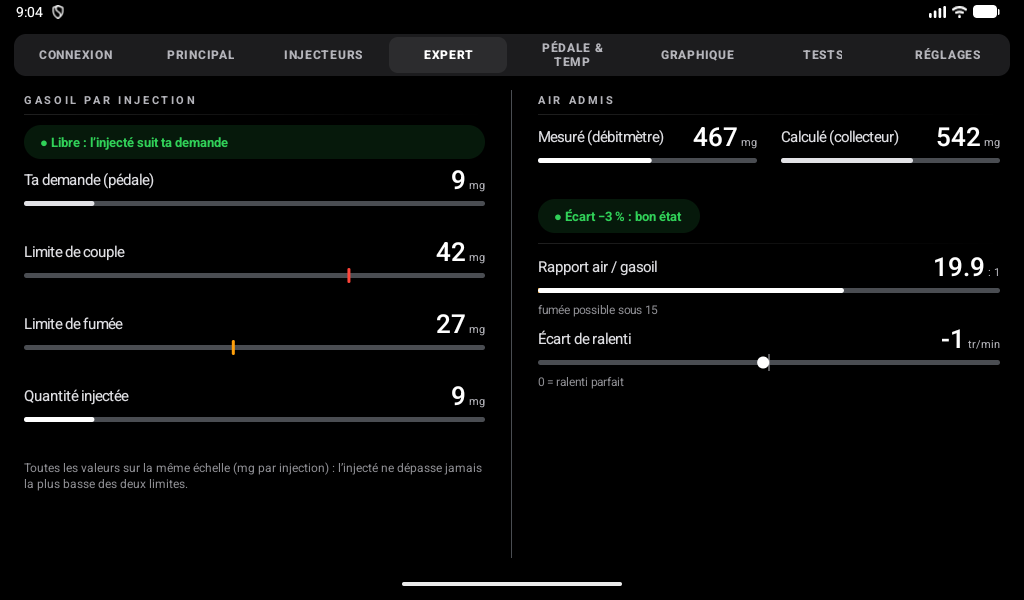 9:04
CONNEXION
PRINCIPAL
INJECTEURS
EXPERT
PÉDALE &
TEMP
GRAPHIQUE
TESTS
RÉGLAGES
GASOIL PAR INJECTION
● Libre : l'injecté suit ta demande
Ta demande (pédale)
9 mg
Limite de couple
42 mg
Limite de fumée
27 mg
Quantité injectée
9 mg
Toutes les valeurs sur la même échelle (mg par injection) : l'injecté ne dépasse jamais
la plus basse des deux limites.
AIR ADMIS
Mesuré (débitmètre)
467 mg
Calculé (collecteur)
542 mg
● Écart −3 % : bon état
Rapport air / gasoil
19.9 : 1
fumée possible sous 15
Écart de ralenti
-1 tr/min
0 = ralenti parfait